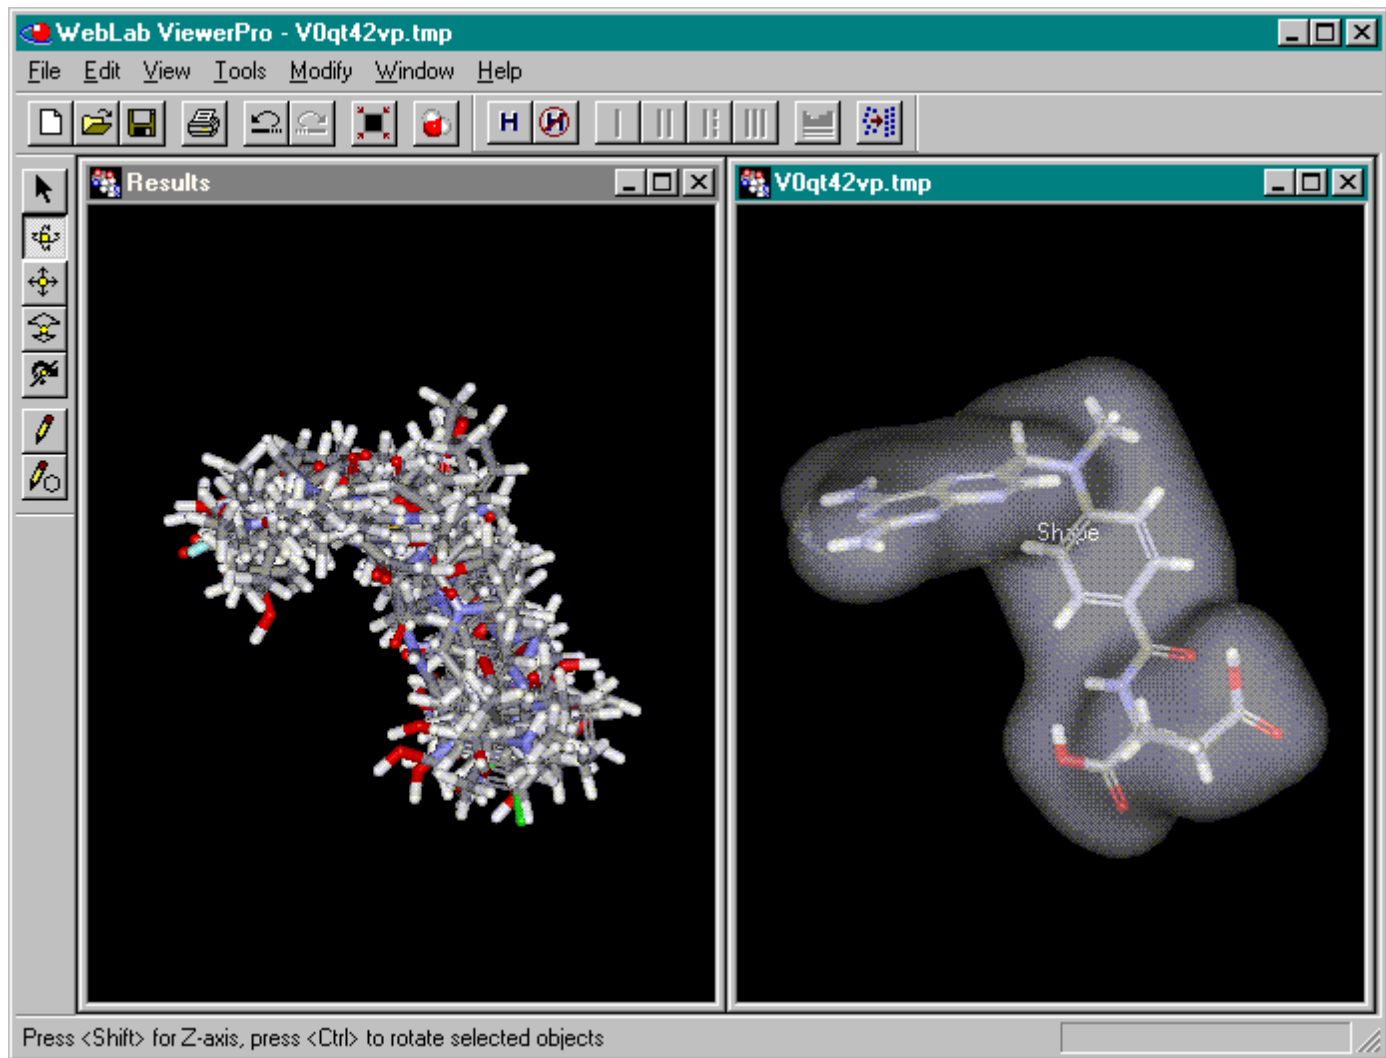 WebLab ViewerPro - V0qt42vp.tmp
File Edit View Tools Modify Window Help
H H
Results
V0qt42vp.tmp
Shape
Press <Shift> for Z-axis, press <Ctrl> to rotate selected objects